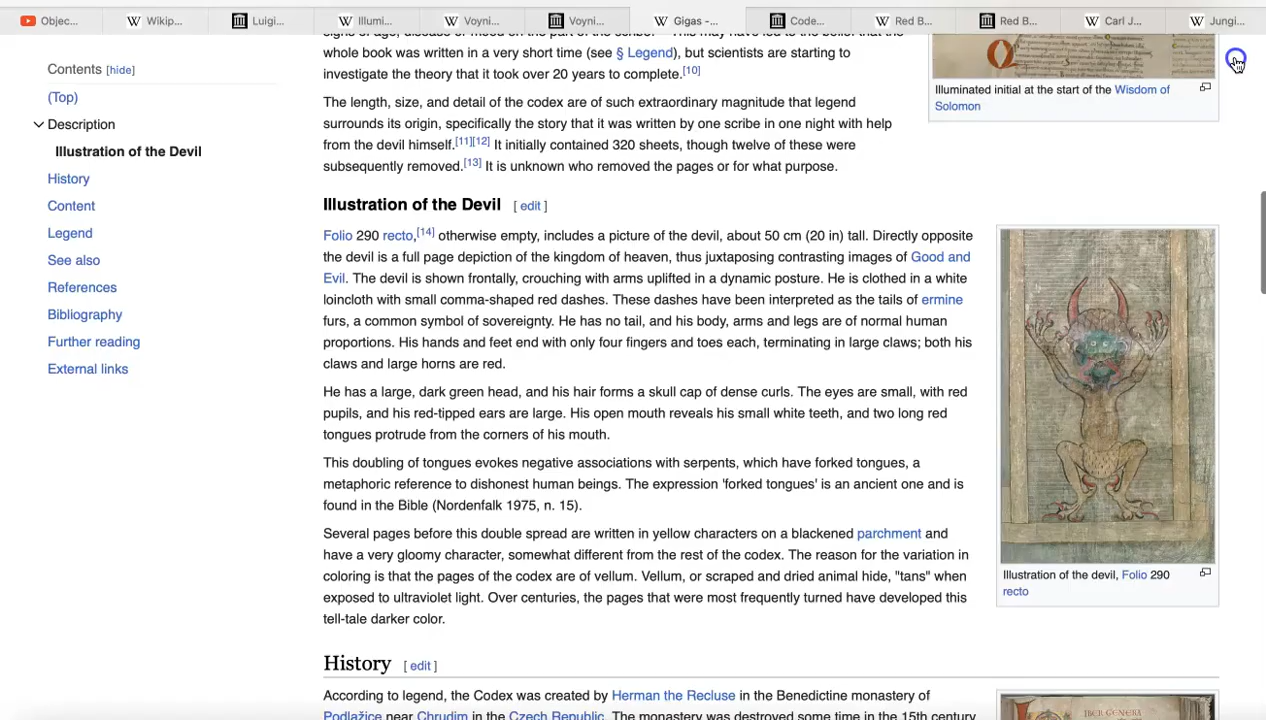 Objec...
Wikip...
Luigi...
Illumi...
Voyni...
Voyni...
Gigas -...
Code...
Red B...
Red B...
Carl J...
Jungi...
whole book was written in a very short time (see § Legend), but scientists are starting to
investigate the theory that it took over 20 years to complete.[10]
The length, size, and detail of the codex are of such extraordinary magnitude that legend
surrounds its origin, specifically the story that it was written by one scribe in one night with help
from the devil himself.[11][12] It initially contained 320 sheets, though twelve of these were
subsequently removed.[13] It is unknown who removed the pages or for what purpose.
Illuminated initial at the start of the Wisdom of
Solomon
Contents [hide]
(Top)
Description
Illustration of the Devil
History
Content
Legend
See also
References
Bibliography
Further reading
External links
Illustration of the Devil [ edit ]
Folio 290 recto,[14] otherwise empty, includes a picture of the devil, about 50 cm (20 in) tall. Directly opposite
the devil is a full page depiction of the kingdom of heaven, thus juxtaposing contrasting images of Good and
Evil. The devil is shown frontally, crouching with arms uplifted in a dynamic posture. He is clothed in a white
loincloth with small comma-shaped red dashes. These dashes have been interpreted as the tails of ermine
furs, a common symbol of sovereignty. He has no tail, and his body, arms and legs are of normal human
proportions. His hands and feet end with only four fingers and toes each, terminating in large claws; both his
claws and large horns are red.
He has a large, dark green head, and his hair forms a skull cap of dense curls. The eyes are small, with red
pupils, and his red-tipped ears are large. His open mouth reveals his small white teeth, and two long red
tongues protrude from the corners of his mouth.
This doubling of tongues evokes negative associations with serpents, which have forked tongues, a
metaphoric reference to dishonest human beings. The expression 'forked tongues' is an ancient one and is
found in the Bible (Nordenfalk 1975, n. 15).
Several pages before this double spread are written in yellow characters on a blackened parchment and
have a very gloomy character, somewhat different from the rest of the codex. The reason for the variation in
coloring is that the pages of the codex are of vellum. Vellum, or scraped and dried animal hide, "tans" when
exposed to ultraviolet light. Over centuries, the pages that were most frequently turned have developed this
tell-tale darker color.
Illustration of the devil, Folio 290
recto
History [ edit ]
According to legend, the Codex was created by Herman the Recluse in the Benedictine monastery of
Podlažice near Chrudim in the Czech Republic. The monastery was destroyed some time in the 15th century